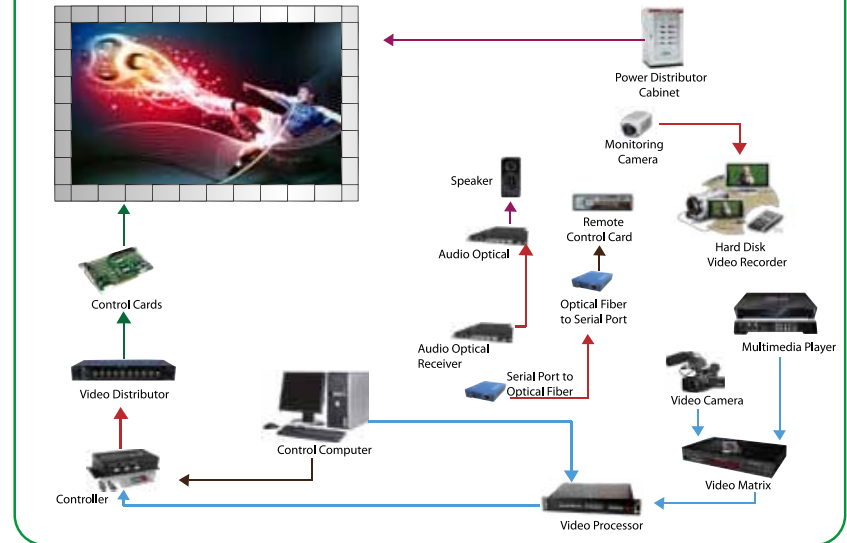 Power Distributor
Cabinet
Monitoring
Camera
Speaker
Remote
Control Card
Audio Optical
Hard Disk
Video Recorder
Control Cards
Optical Fiber
to Serial Port
Audio Optical
Receiver
Multimedia Player
Serial Port to
Optical Fiber
Video Distributor
Video Camera
Control Computer
Controller
Video Matrix
Video Processor